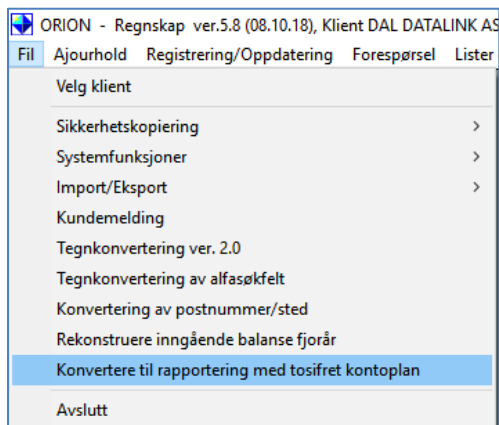 ORION - Regnskap ver.5.8 (08.10.18), Klient DAL DATALINK AS
Fil Ajourhold Registrering/Oppdatering Forespørsel Lister
Velg klient
Sikkerhetskopiering >
Systemfunksjoner >
Import/Eksport >
Kundemelding
Tegnkonvertering ver. 2.0
Tegnkonvertering av alfasøkfelt
Konvertering av postnummer/sted
Rekonstruere inngående balanse fjorår
Konvertere til rapportering med tosifret kontoplan
Avslutt